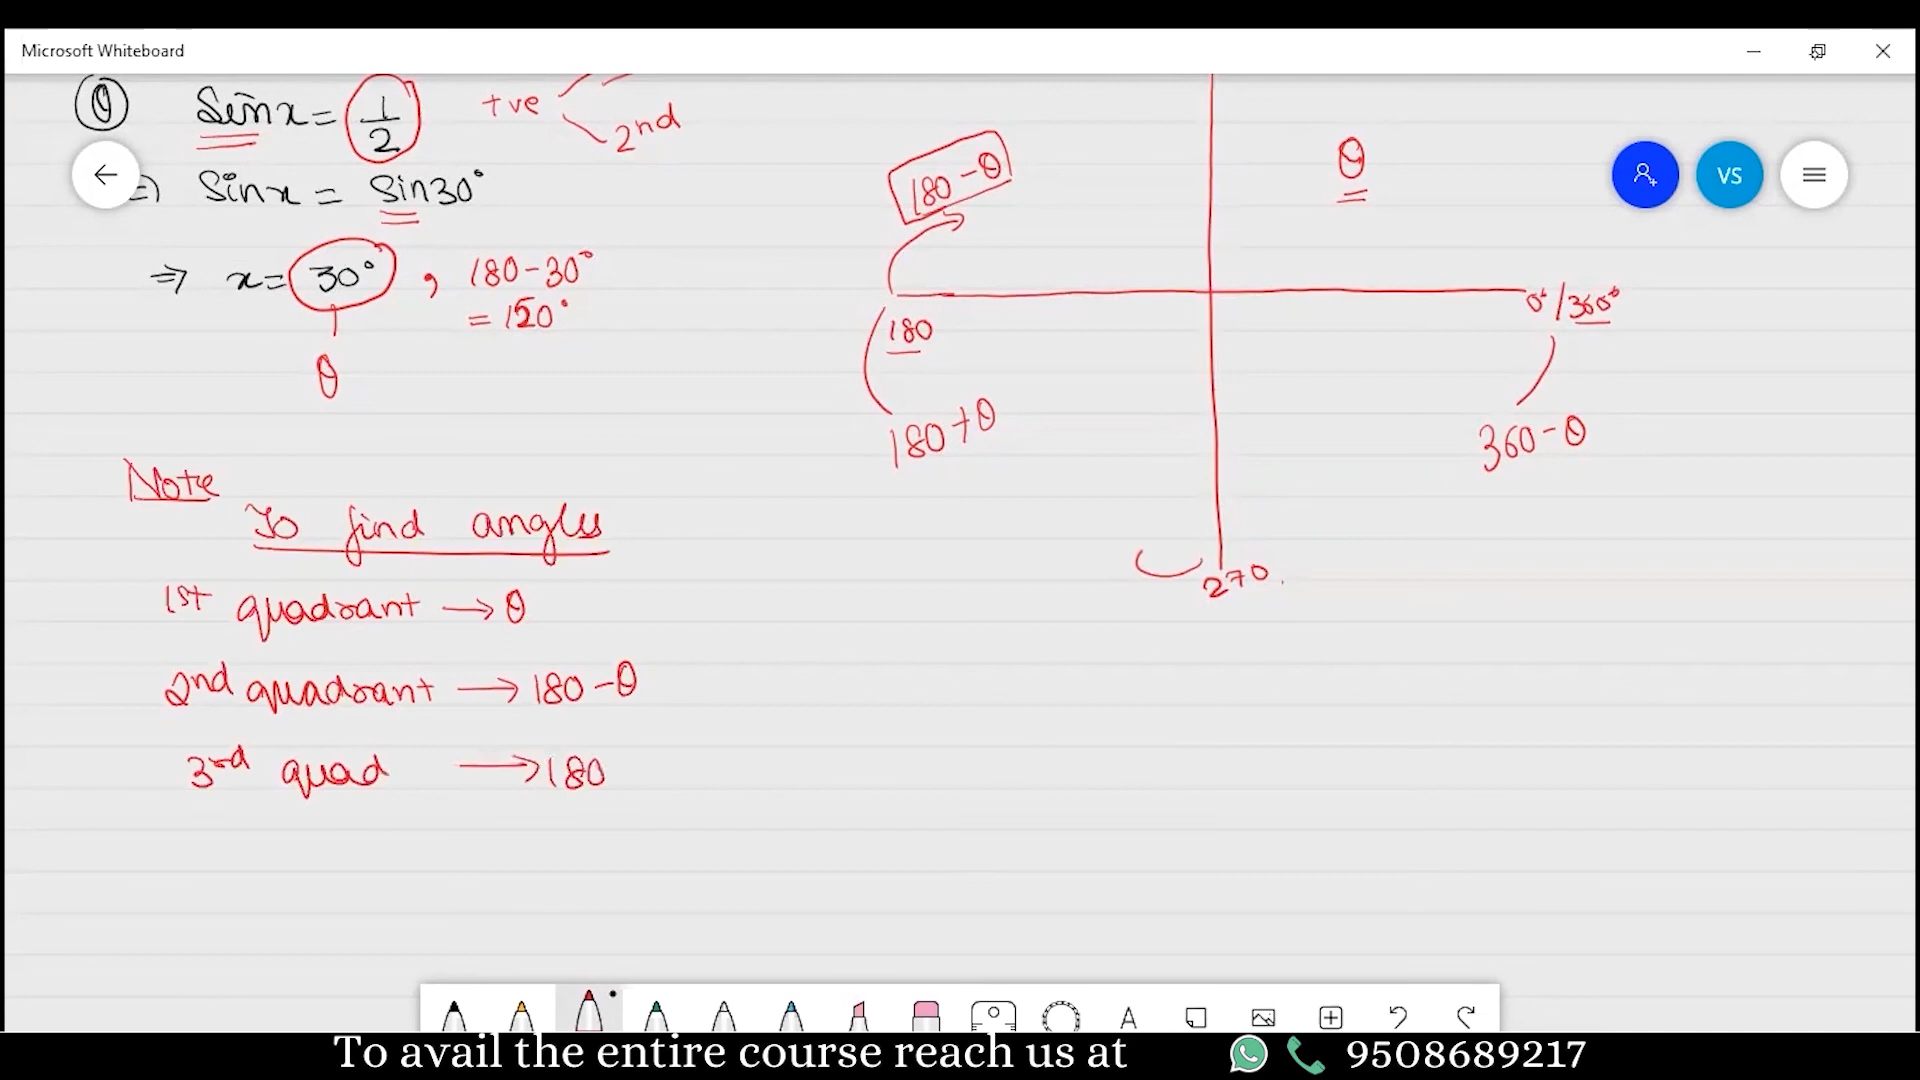 Microsoft Whiteboard
Sinx = 1/2 +ve
2nd
=) Sinx = Sin30°
⇒ x = 30° , 180-30°
= 150°
θ
180-θ
θ
0°/360°
180
180+θ
360-θ
270
Note
To find angles
1st quadrant → θ
2nd quadrant → 180-θ
3rd quad → 180
VS
To avail the entire course reach us at 9508689217